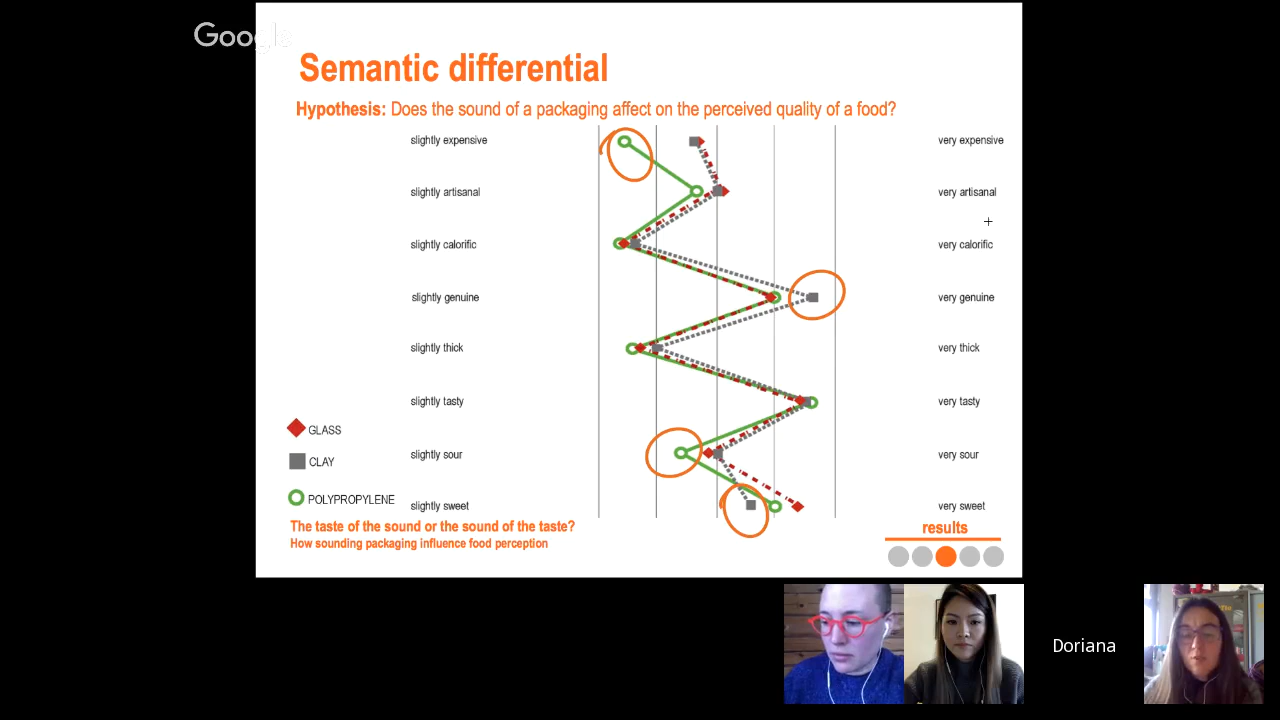 Google
Semantic differential
Hypothesis: Does the sound of a packaging affect on the perceived quality of a food?
slightly expensive very expensive
slightly artisanal very artisanal
slightly calorific very calorific
slightly genuine very genuine
slightly thick very thick
slightly tasty very tasty
GLASS
slightly sour very sour
CLAY
POLYPROPYLENE
slightly sweet very sweet
The taste of the sound or the sound of the taste?
How sounding packaging influence food perception
results
Doriana